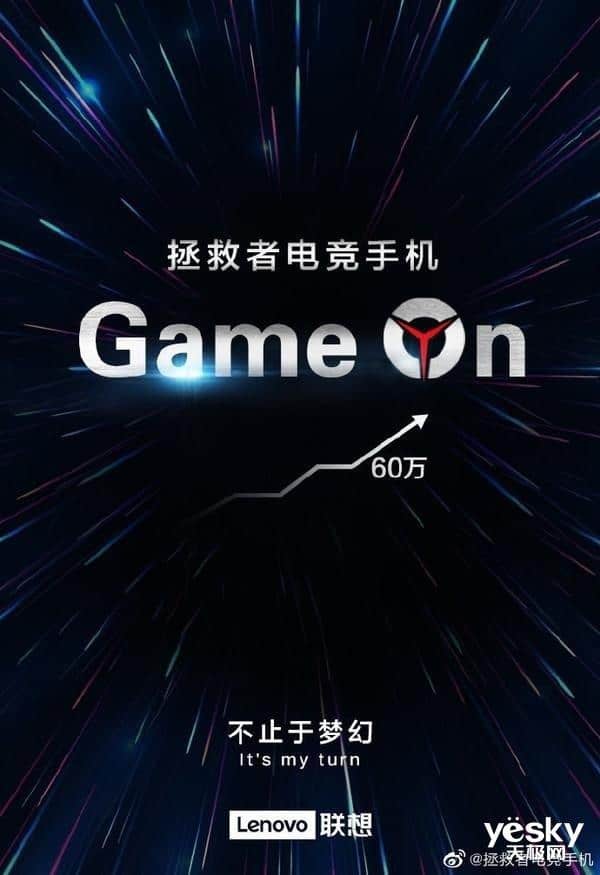 拯救者电竞手机
Game On
60万
不止于梦幻
It's my turn
Lenovo 联想
yësky
天极网
@拯救者电竞手机